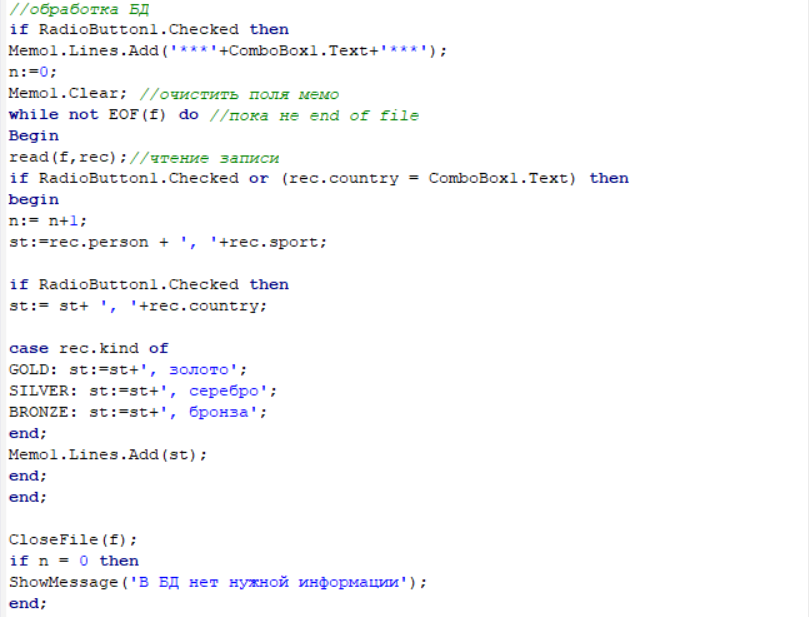 //обработка БД
if RadioButton1.Checked then
Memo1.Lines.Add('***'+ComboBox1.Text+'***');
n:=0;
Memo1.Clear; //очистить поля мемо
while not EOF(f) do //пока не end of file
Begin
read(f,rec);//чтение записи
if RadioButton1.Checked or (rec.country = ComboBox1.Text) then
begin
n:= n+1;
st:=rec.person + ', '+rec.sport;
if RadioButton1.Checked then
st:= st+ ', '+rec.country;
case rec.kind of
GOLD: st:=st+', золото';
SILVER: st:=st+', серебро';
BRONZE: st:=st+', бронза';
end;
Memo1.Lines.Add(st);
end;
end;
CloseFile(f);
if n = 0 then
ShowMessage('В БД нет нужной информации');
end;